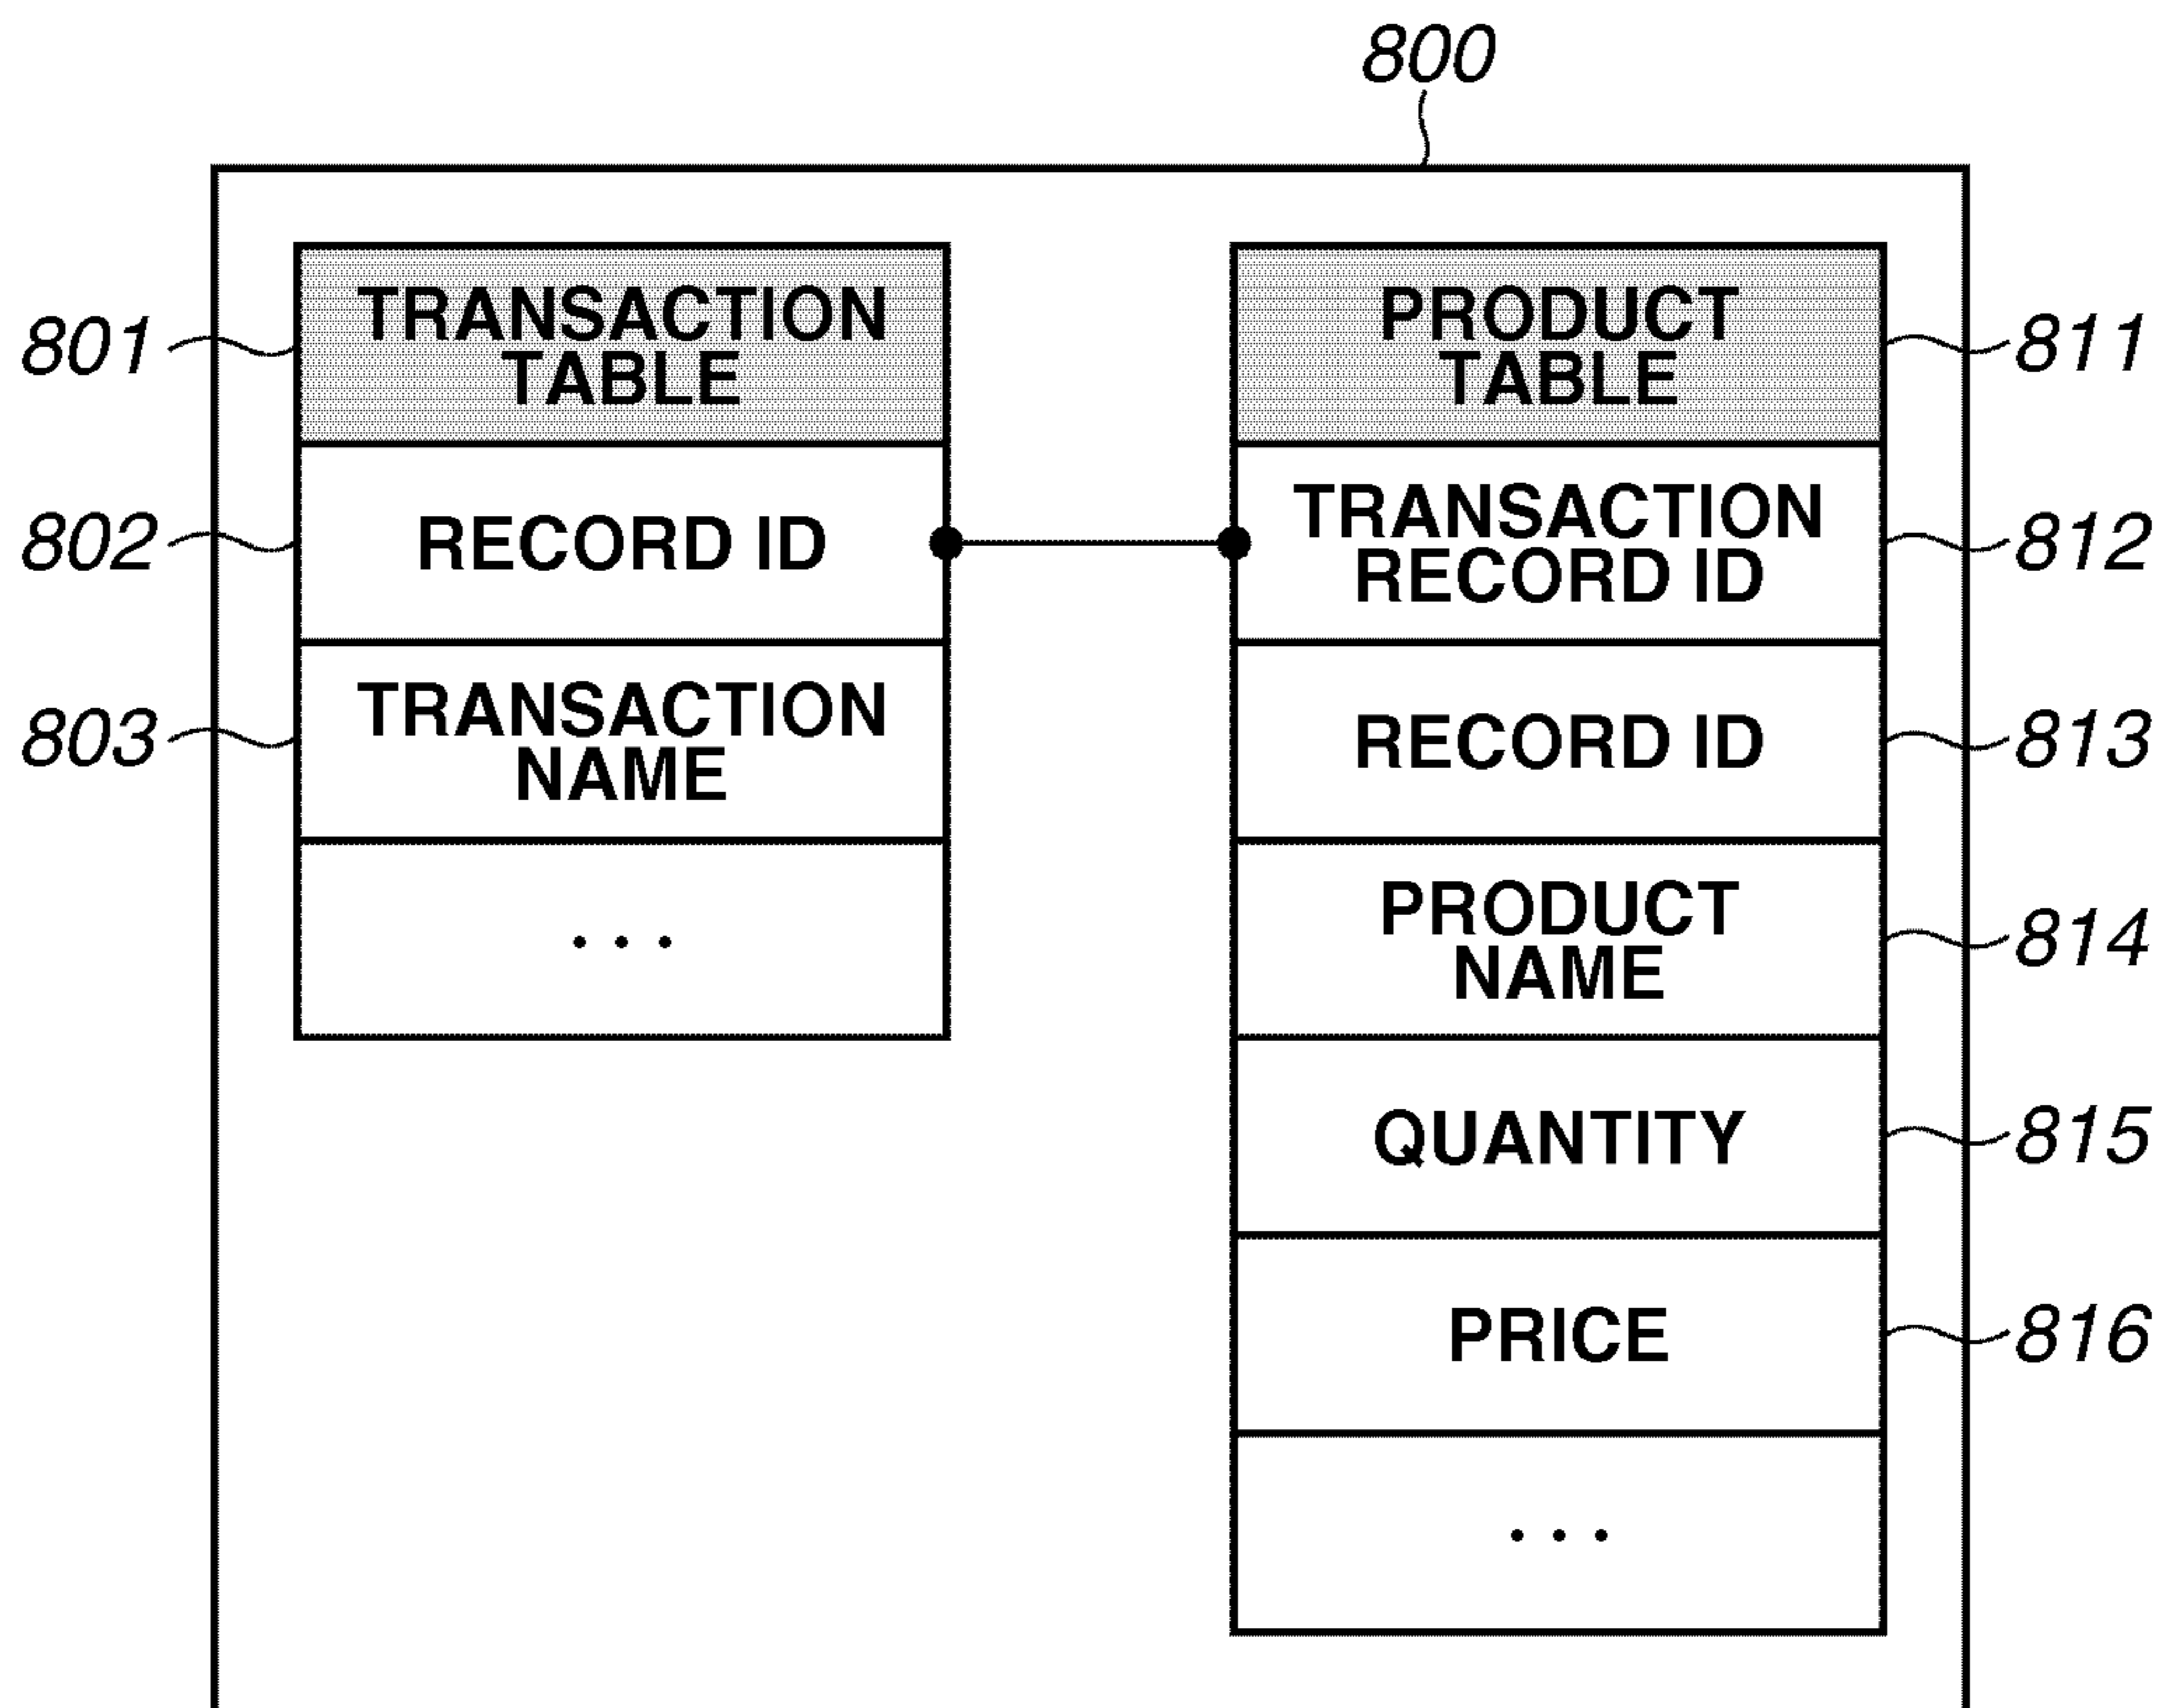 800
801
TRANSACTION
TABLE
802
RECORD ID
803
TRANSACTION
NAME
. . .
PRODUCT
TABLE
811
TRANSACTION
RECORD ID
812
RECORD ID
813
PRODUCT
NAME
814
QUANTITY
815
PRICE
816
. . .